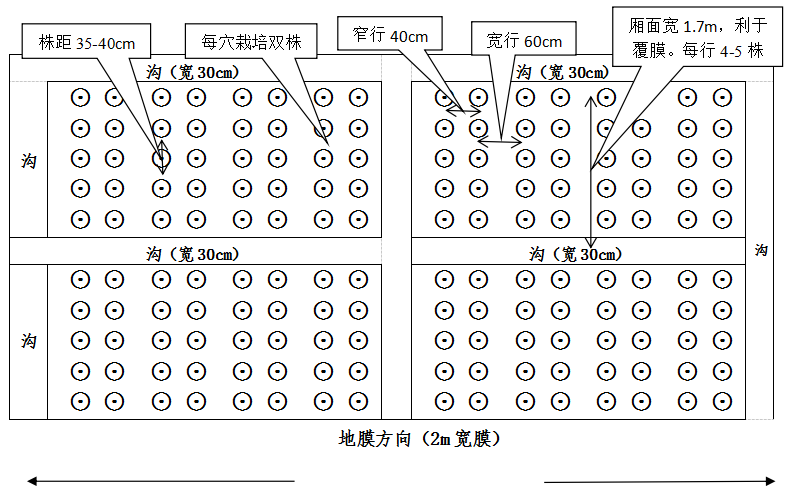 株距 35-40cm
每穴栽培双株
窄行 40cm
宽行 60cm
厢面宽 1.7m，利于
覆膜。每行 4-5 株
沟（宽 30cm）
沟（宽 30cm）
沟
沟（宽 30cm）
沟（宽 30cm）
沟
沟
地膜方向（2m 宽膜）